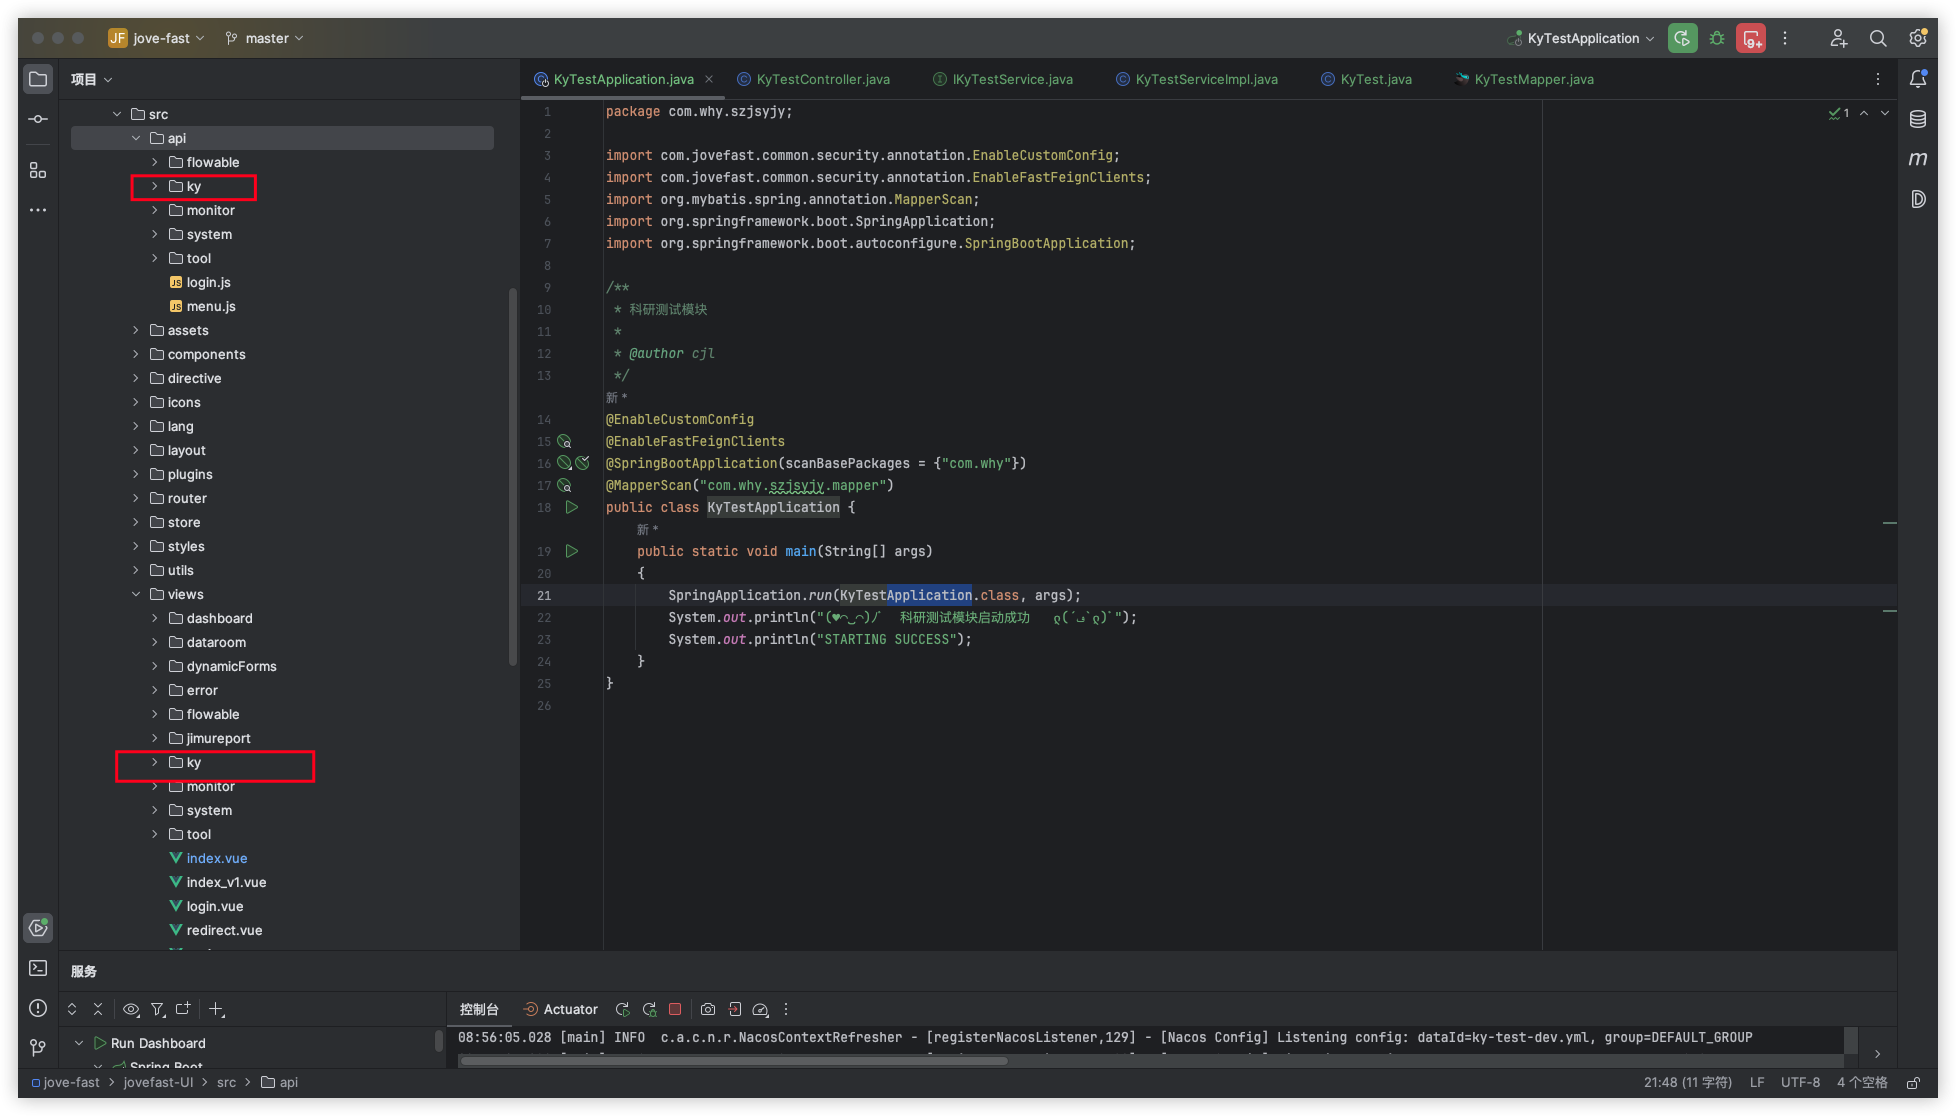 JF jove-fast master KyTestApplication 9+
项目
KyTestApplication.java KyTestController.java IKyTestService.java KyTestServiceImpl.java KyTest.java KyTestMapper.java
src
api
flowable
ky
monitor
system
tool
login.js
menu.js
assets
components
directive
icons
lang
layout
plugins
router
store
styles
utils
views
dashboard
dataroom
dynamicForms
error
flowable
jimureport
ky
monitor
system
tool
index.vue
index_v1.vue
login.vue
redirect.vue
1 package com.why.szjsyjy;
2
3 import com.jovefast.common.security.annotation.EnableCustomConfig;
4 import com.jovefast.common.security.annotation.EnableFastFeignClients;
5 import org.mybatis.spring.annotation.MapperScan;
6 import org.springframework.boot.SpringApplication;
7 import org.springframework.boot.autoconfigure.SpringBootApplication;
8
9 /**
10 * 科研测试模块
11 *
12 * @author cjl
13 */
新 *
14 @EnableCustomConfig
15 @EnableFastFeignClients
16 @SpringBootApplication(scanBasePackages = {"com.why"})
17 @MapperScan("com.why.szjsyjy.mapper")
18 public class KyTestApplication {
新 *
19 public static void main(String[] args)
20 {
21 SpringApplication.run(KyTestApplication.class, args);
22 System.out.println("(♥◠‿◠)ﾉﾞ  科研测试模块启动成功   ლ(´ڡ`ლ)ﾞ");
23 System.out.println("STARTING SUCCESS");
24 }
25 }
26
1
服务
控制台 Actuator
Run Dashboard
Spring Boot
08:56:05.028 [main] INFO  c.a.c.n.r.NacosContextRefresher - [registerNacosListener,129] - [Nacos Config] Listening config: dataId=ky-test-dev.yml, group=DEFAULT_GROUP
jove-fast > jovefast-UI > src > api
21:48 (11 字符) LF UTF-8 4 个空格